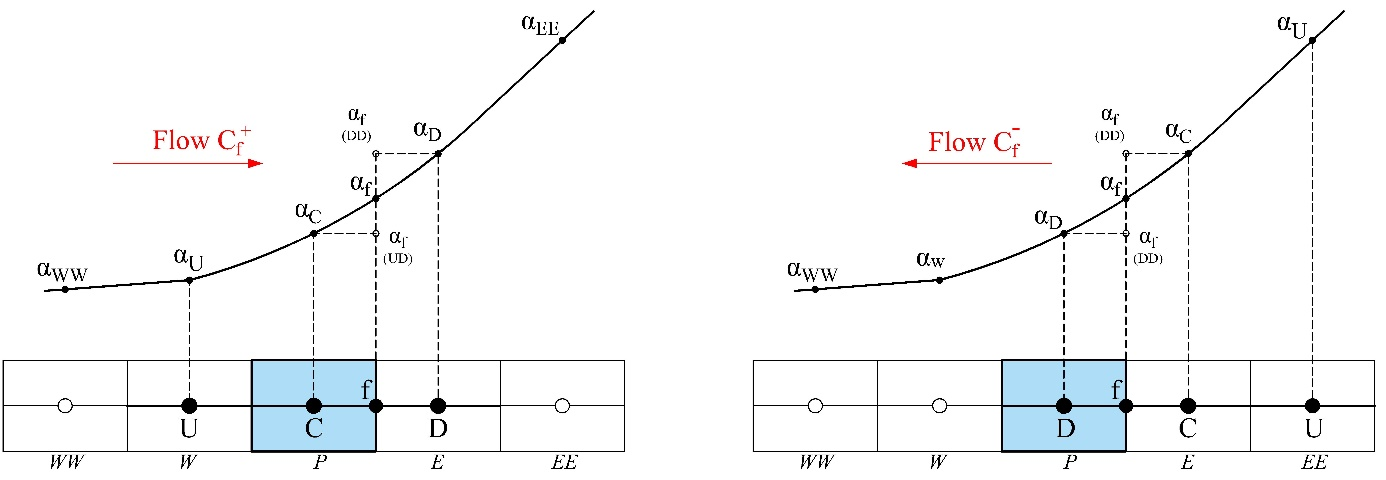 α_EE
α_f
(DD)
α_D
Flow C_f^+
α_f
α_C
α_f
(UD)
α_U
α_WW
f
U C D
WW W P E EE
α_U
α_f
(DD)
α_C
Flow C_f^-
α_f
α_D
α_f
(DD)
α_w
α_WW
f
D C U
WW W P E EE